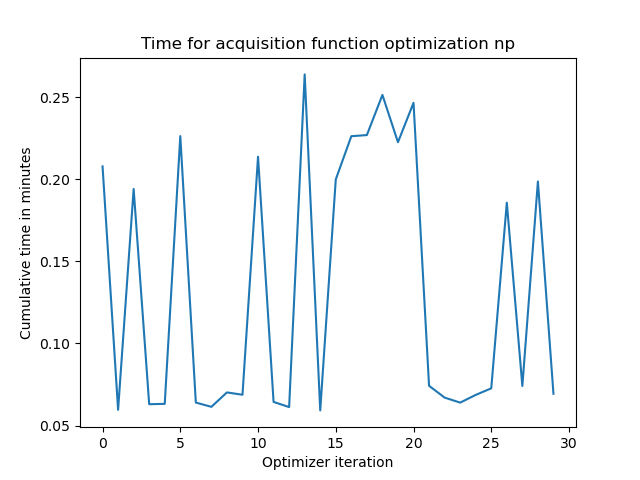 Time for acquisition function optimization np
0.25
0.20
0.15
0.10
0.05
Cumulative time in minutes
0 5 10 15 20 25 30
Optimizer iteration